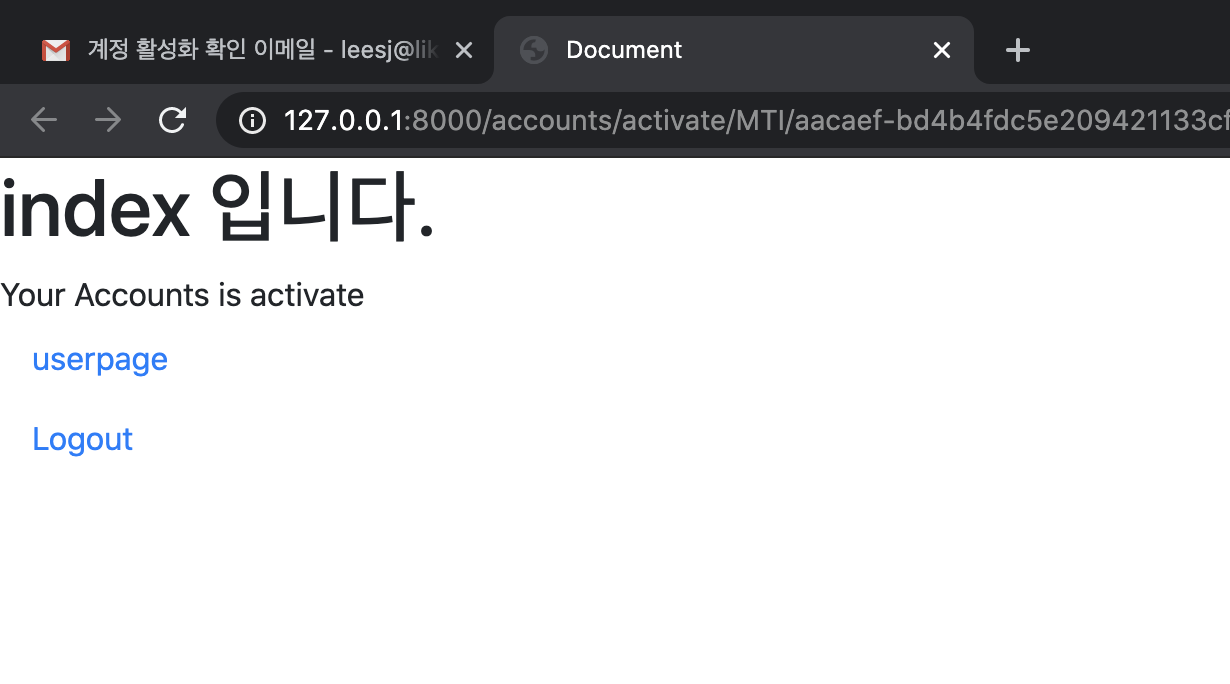 계정 활성화 확인 이메일 - leesj@lik
Document
127.0.0.1:8000/accounts/activate/MTI/aacaef-bd4b4fdc5e209421133cf
index 입니다.
Your Accounts is activate
userpage
Logout